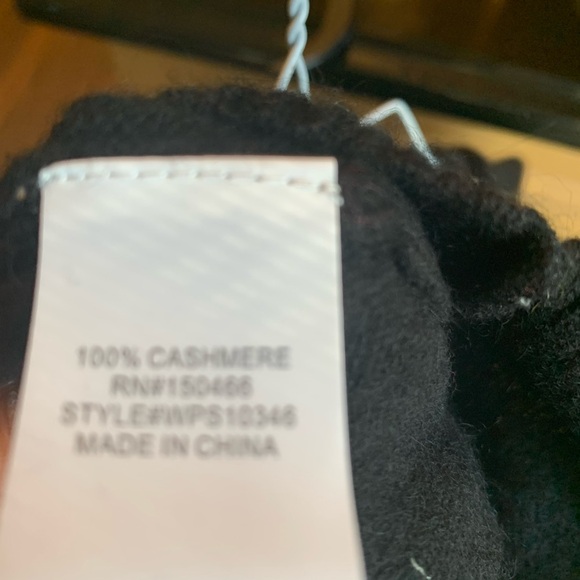 100% CASHMERE
RN#150466
STYLE#WPS10346
MADE IN CHINA